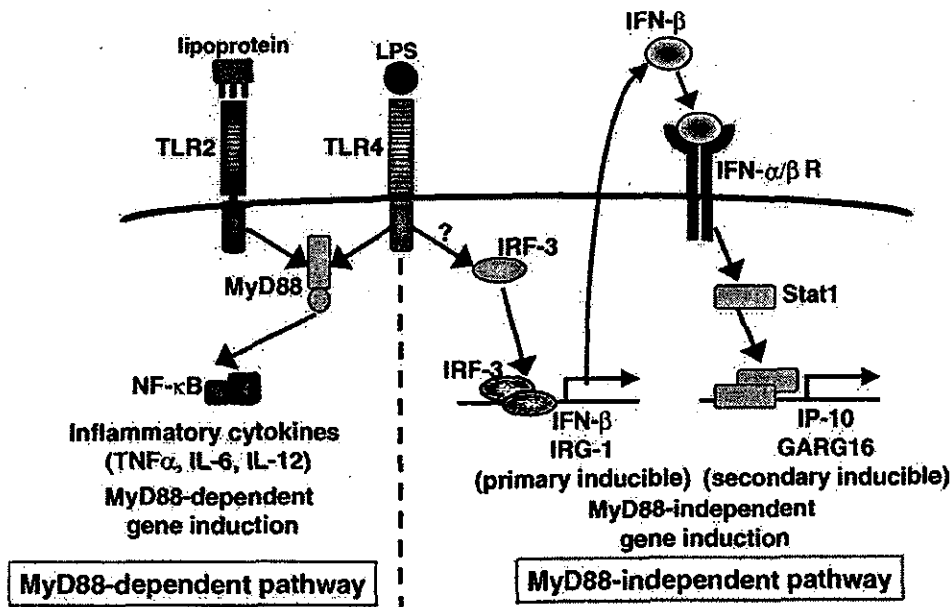 IFN-β
lipoprotein
LPS
TLR2
TLR4
IFN-α/β R
?
IRF-3
MyD88
Stat1
NF-κB
IRF-3
Inflammatory cytokines
(TNFα, IL-6, IL-12)
MyD88-dependent
gene induction
IFN-β
IRG-1
(primary inducible)
IP-10
GARG16
(secondary inducible)
MyD88-independent
gene induction
MyD88-dependent pathway
MyD88-independent pathway